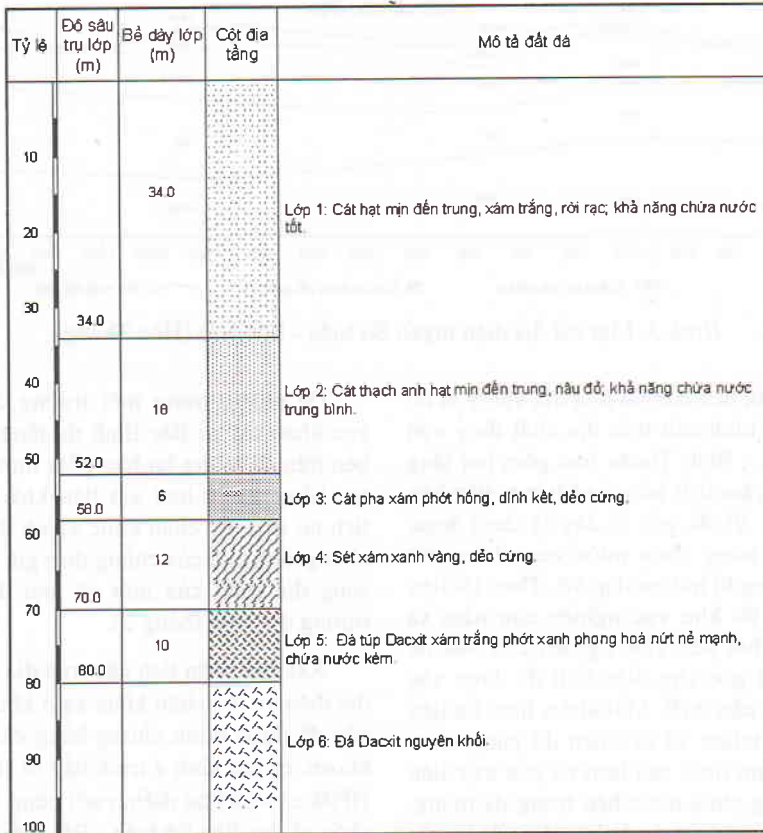 Tỷ lệ
Độ sâu
trụ lớp
(m)
Bề dày lớp
(m)
Cột địa
tầng
Mô tả đất đá
10
20
30
40
50
60
70
80
90
100
34.0
52.0
58.0
70.0
80.0
34.0
18
6
12
10
Lớp 1: Cát hạt mịn đến trung, xám trắng, rời rạc; khả năng chứa nước
tốt.
Lớp 2: Cát thạch anh hạt mịn đến trung, nâu đỏ; khả năng chứa nước
trung bình.
Lớp 3: Cát pha xám phớt hồng, dính kết, dẻo cứng.
Lớp 4: Sét xám xanh vàng, dẻo cứng.
Lớp 5: Đá túp Dacxit xám trắng phớt xanh phong hoá nứt nẻ mạnh,
chứa nước kém.
Lớp 6: Đá Dacxit nguyên khối.